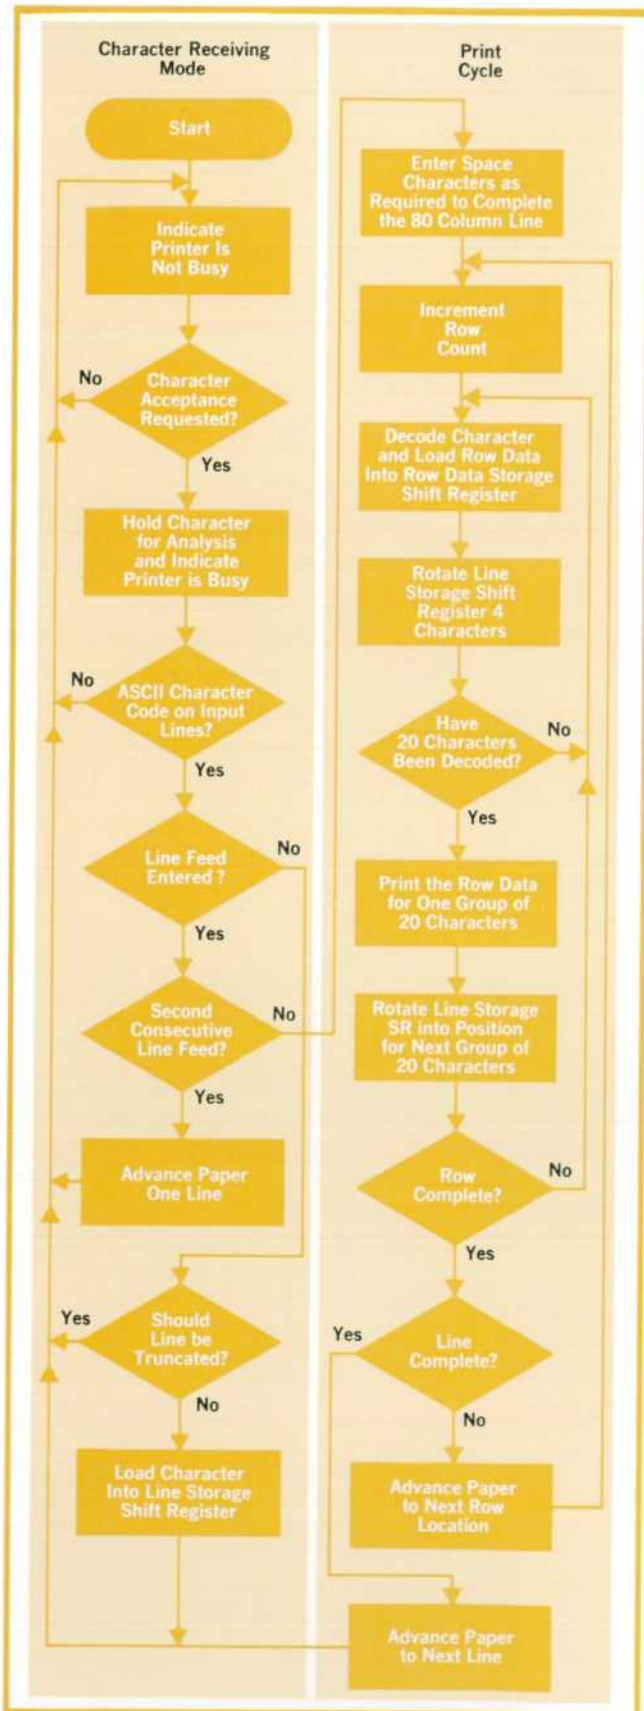 Character Receiving
Mode
Start
Indicate
Printer Is
Not Busy
Character
Acceptance
Requested?
No
Yes
Hold Character
for Analysis
and Indicate
Printer is Busy
ASCII Character
Code on Input
Lines?
No
Yes
Line Feed
Entered ?
No
Yes
Second
Consecutive
Line Feed?
No
Yes
Advance Paper
One Line
Should
Line be
Truncated?
Yes
No
Load Character
Into Line Storage
Shift Register
Print
Cycle
Enter Space
Characters as
Required to Complete
the 80 Column Line
Increment
Row
Count
Decode Character
and Load Row Data
Into Row Data Storage
Shift Register
Rotate Line
Storage Shift
Register 4
Characters
Have
20 Characters
Been Decoded?
No
Yes
Print the Row Data
for One Group of
20 Characters
Rotate Line Storage
SR into Position
for Next Group of
20 Characters
Row
Complete?
No
Yes
Line
Complete?
Yes
No
Advance Paper
to Next Row
Location
Advance Paper
to Next Line